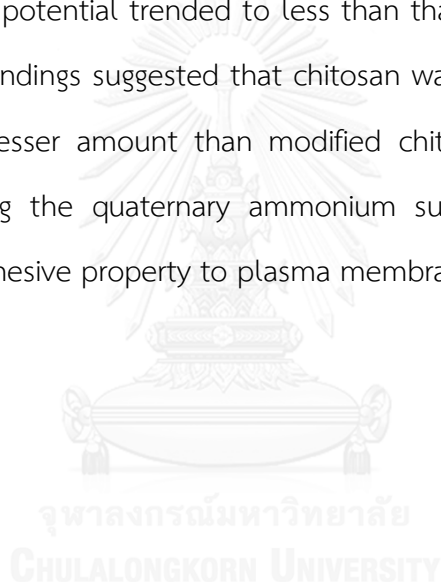 potential trended to less than tha
ndings suggested that chitosan wa
esser amount than modified chit
g the quaternary ammonium su
hesive property to plasma membra
จุฬาลงกรณ์มหาวิทยาลัย
CHULALONGKORN UNIVERSITY